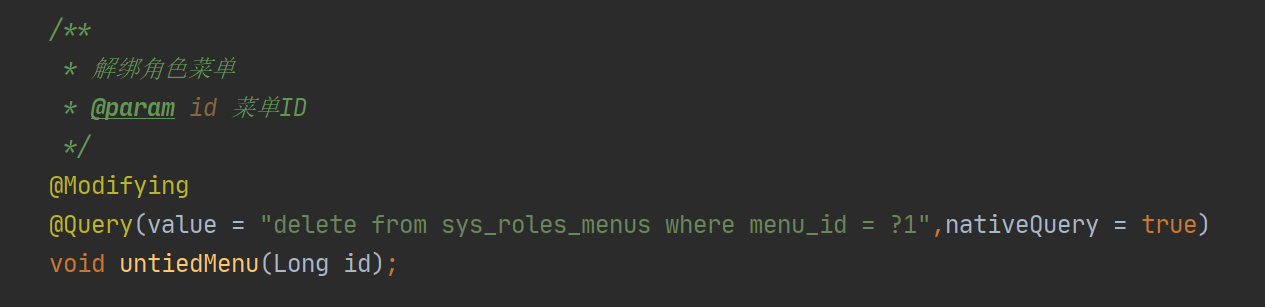 /**
* 解绑角色菜单
* @param id 菜单ID
*/
@Modifying
@Query(value = "delete from sys_roles_menus where menu_id = ?1",nativeQuery = true)
void untiedMenu(Long id);